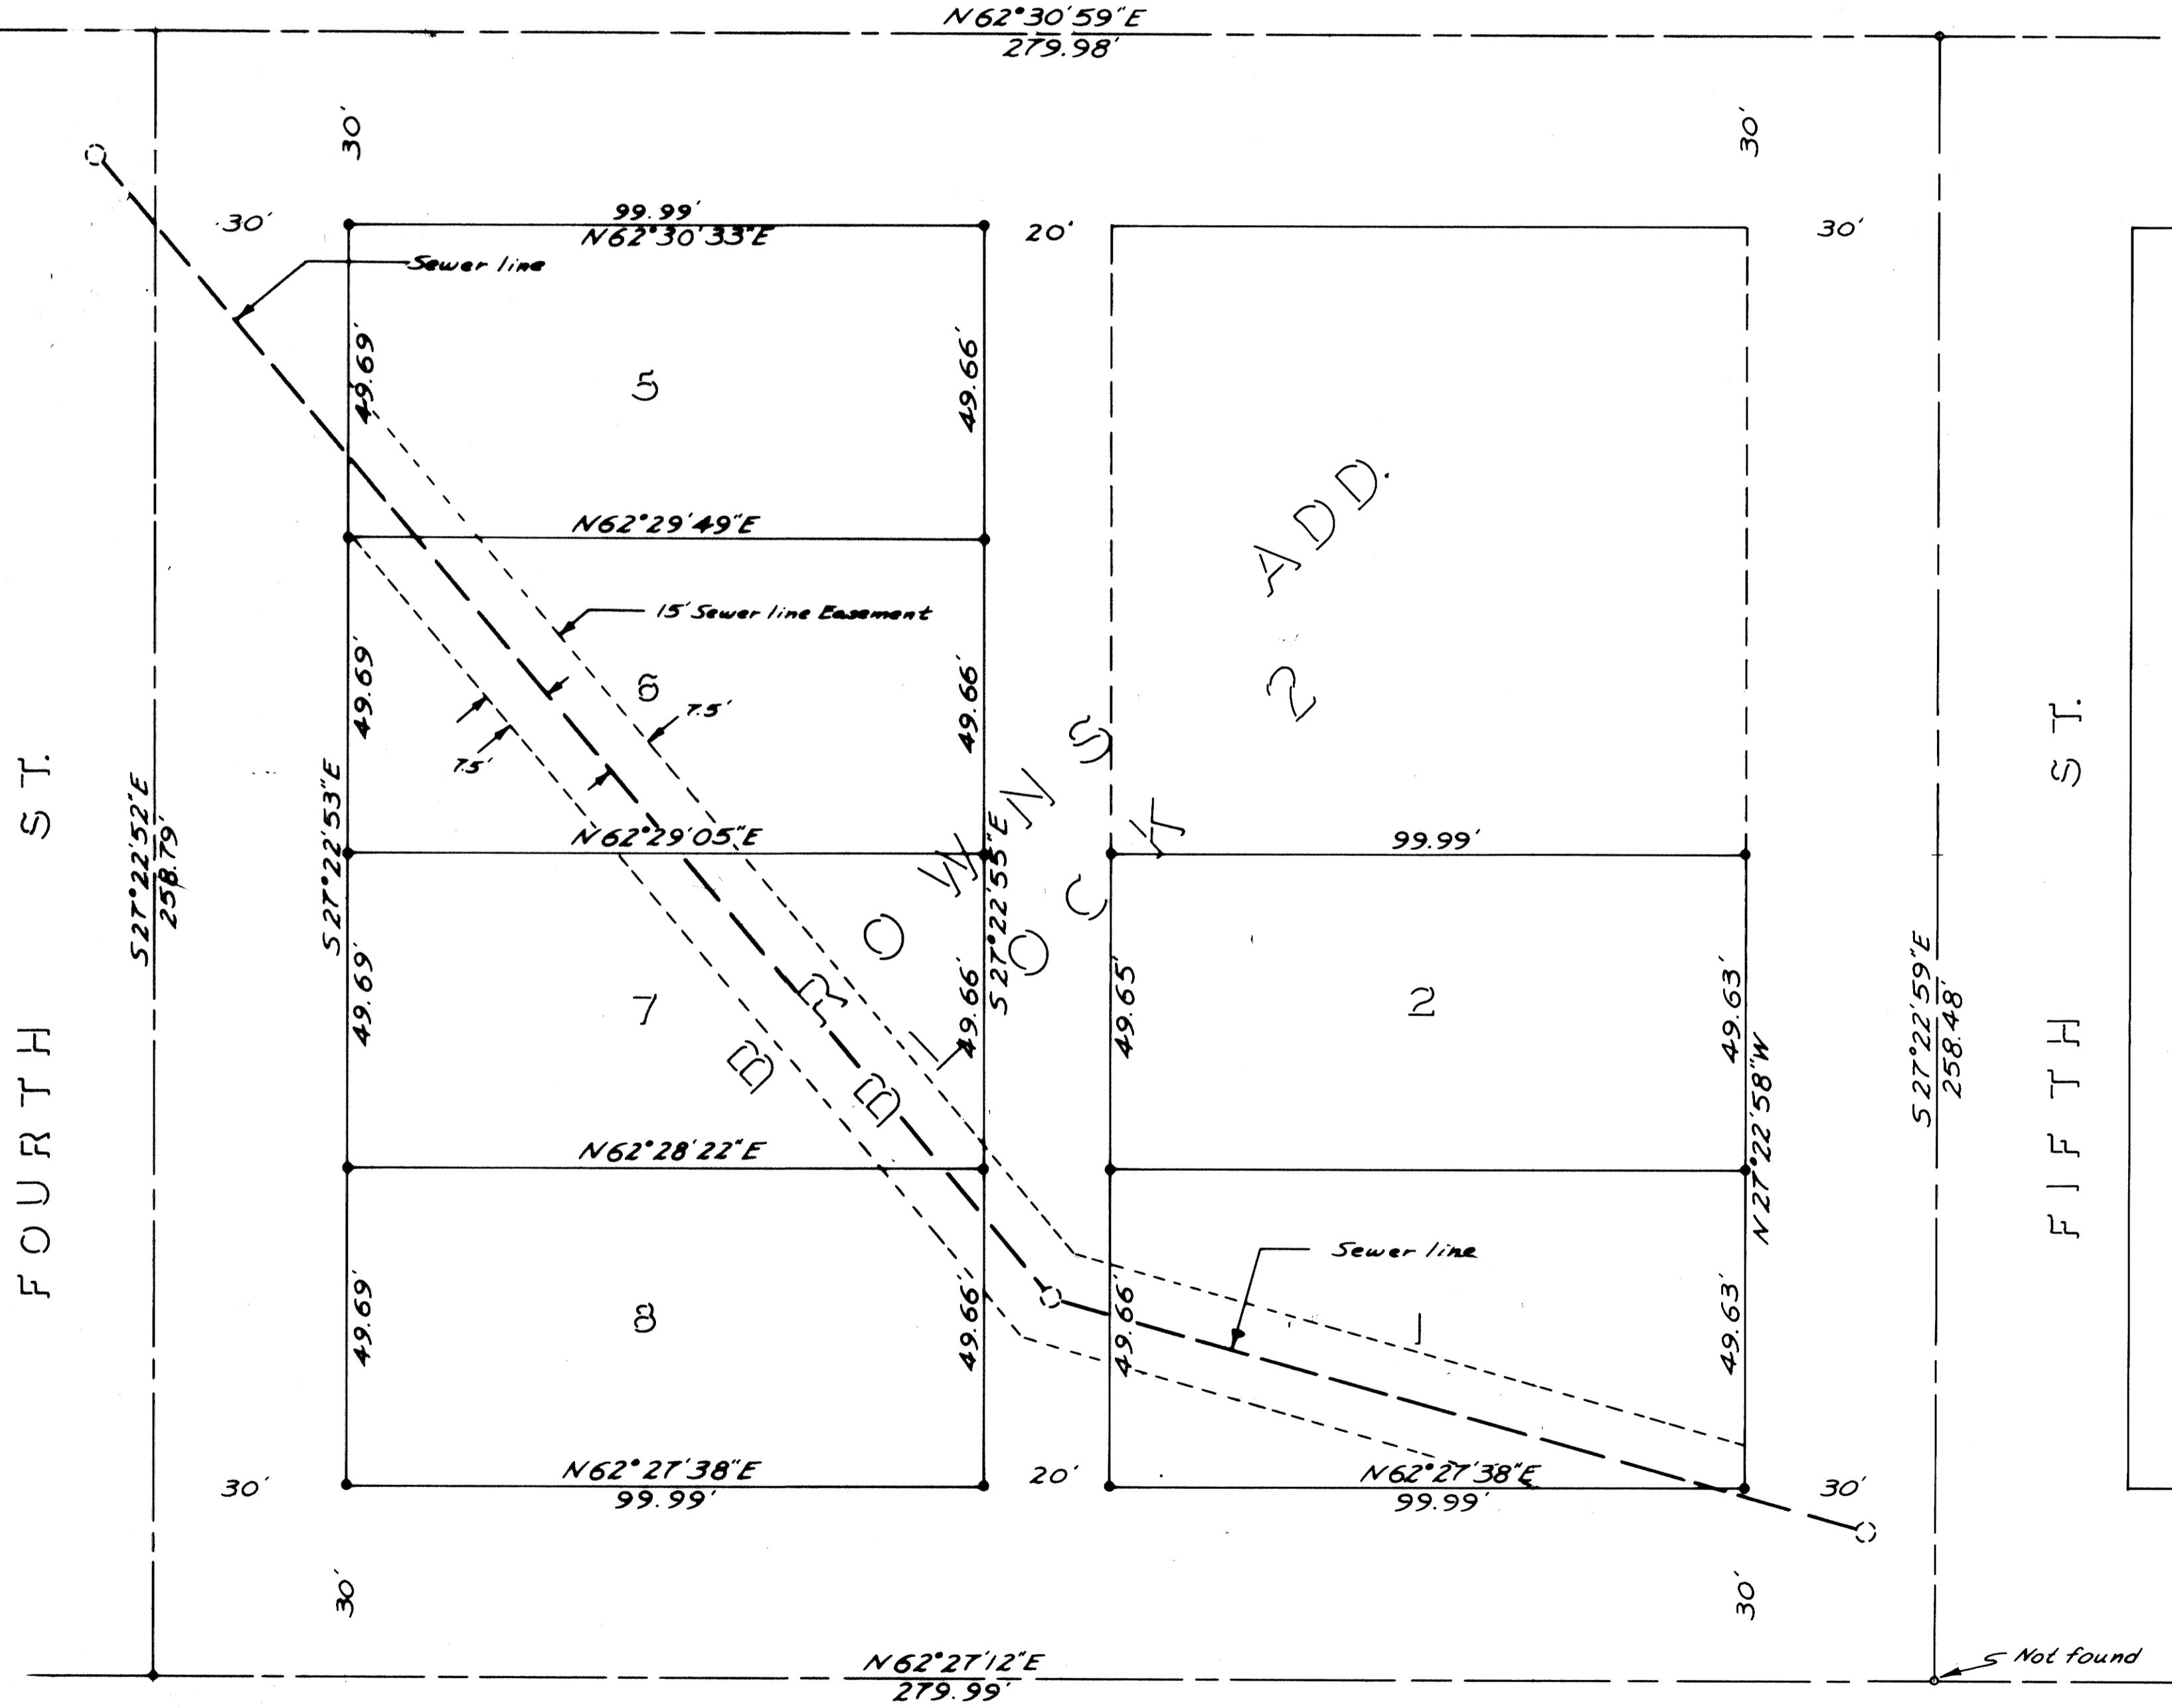 N62°30'59"E
279.98'
30'
30'
30'
99.99'
N62°30'33"E
20'
30'
Sewer line
49.69'
49.66'
5
N62°29'49"E
15' Sewer line Easement
49.69'
49.66'
6
7.5'
7.5'
N62°29'05"E
99.99'
S27°22'52"E
258.79'
S27°22'53"E
S27°22'55"E
49.69'
49.66'
7
49.65'
2
49.63'
N27°22'58"W
S27°22'59"E
258.48'
FOURTH ST.
FIFTH ST.
BROWNS 2 ADD.
BLOCK
N62°28'22"E
49.69'
49.66'
8
49.66'
Sewer line
1
49.63'
30'
N62°27'38"E
99.99'
20'
N62°27'38"E
99.99'
30'
30'
30'
N62°27'12"E
279.99'
Not found